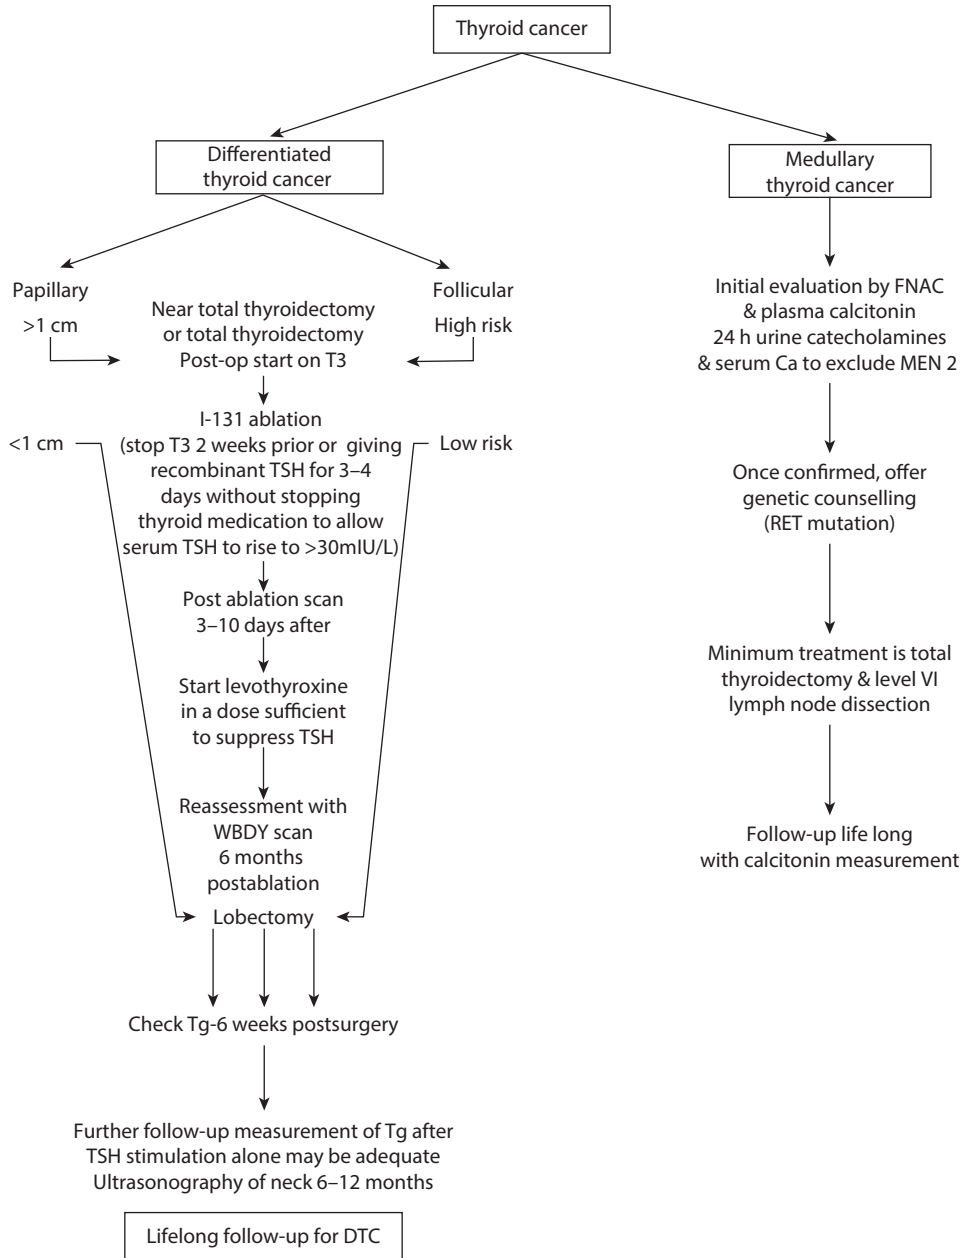 Thyroid cancer
Differentiated
thyroid cancer
Medullary
thyroid cancer
Papillary
>1 cm
Near total thyroidectomy
or total thyroidectomy
Post-op start on T3
Follicular
High risk
I-131 ablation
(stop T3 2 weeks prior or giving
recombinant TSH for 3–4
days without stopping
thyroid medication to allow
serum TSH to rise to >30mIU/L)
<1 cm
Low risk
Post ablation scan
3–10 days after
Start levothyroxine
in a dose sufficient
to suppress TSH
Reassessment with
WBDY scan
6 months
postablation
Lobectomy
Check Tg-6 weeks postsurgery
Further follow-up measurement of Tg after
TSH stimulation alone may be adequate
Ultrasonography of neck 6–12 months
Lifelong follow-up for DTC
Initial evaluation by FNAC
& plasma calcitonin
24 h urine catecholamines
& serum Ca to exclude MEN 2
Once confirmed, offer
genetic counselling
(RET mutation)
Minimum treatment is total
thyroidectomy & level VI
lymph node dissection
Follow-up life long
with calcitonin measurement